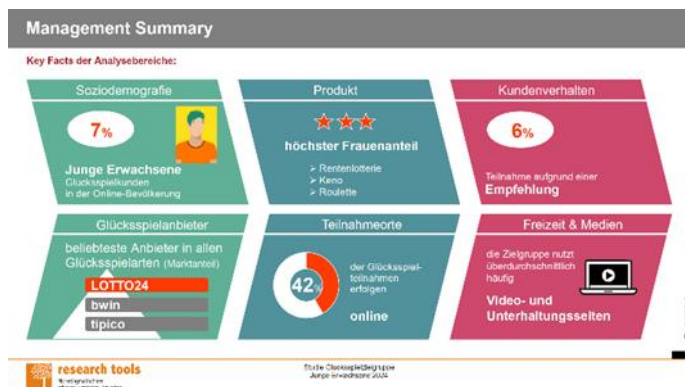 Management Summary
Key Facts der Analysebereiche:
Soziodemografie
7%
Junge Erwachsene
Glücksspielkunden
in der Online-Bevölkerung
Produkt
höchster Frauenanteil
➢ Rentenlotterie
➢ Keno
➢ Roulette
Kundenverhalten
6%
Teilnahme aufgrund einer
Empfehlung
Glücksspielanbieter
beliebteste Anbieter in allen
Glücksspielarten (Marktanteil)
LOTTO24
bwin
tipico
Teilnahmeorte
42%
der Glücksspiel-
teilnahmen
erfolgen
online
Freizeit & Medien
die Zielgruppe nutzt
überdurchschnittlich
häufig
Video- und
Unterhaltungsseiten
research tools
Studie Glücksspielzielgruppe
Junge Erwachsene 2024